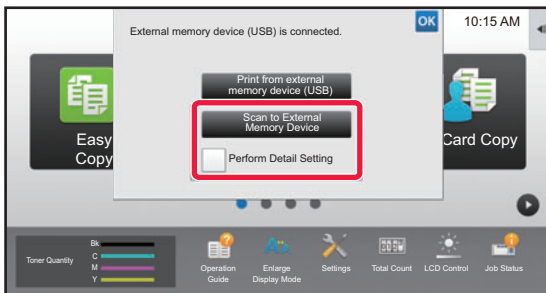 External memory device (USB) is connected.
OK
10:15 AM
Print from external
memory device (USB)
Scan to External
Memory Device
Perform Detail Setting
Easy
Copy
Card Copy
Toner Quantity
Bk
C
M
Y
Operation
Guide
Enlarge
Display Mode
Settings
Total Count
LCD Control
Job Status